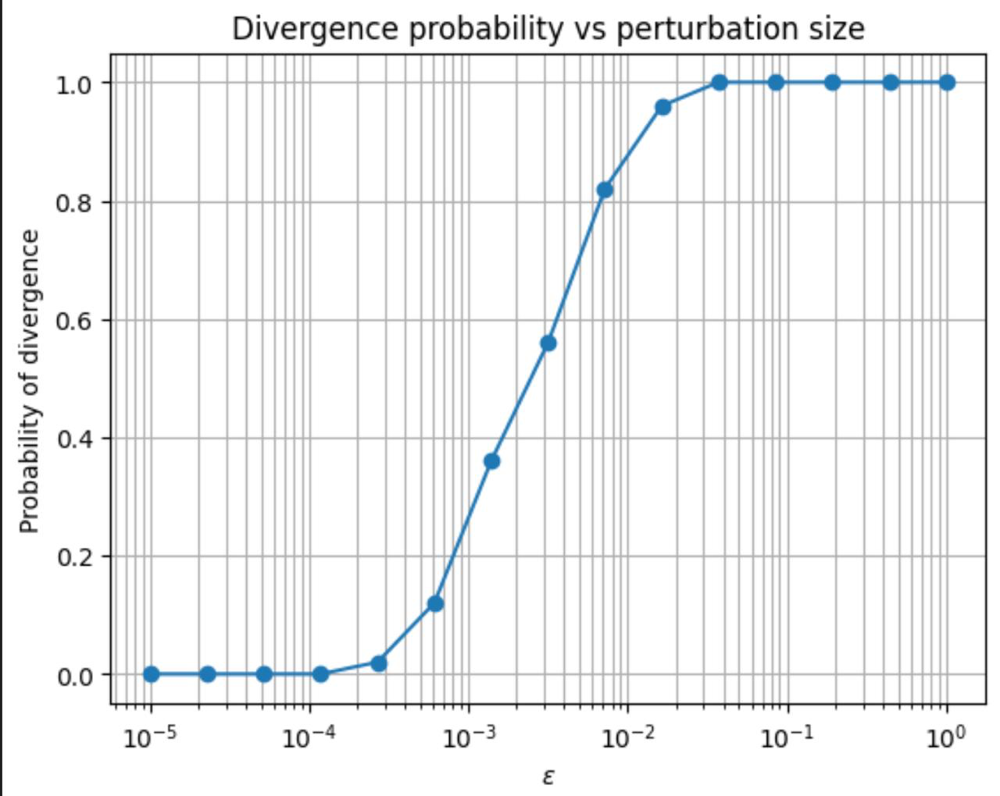 Divergence probability vs perturbation size
Probability of divergence
1.0
0.8
0.6
0.4
0.2
0.0
10⁻⁵ 10⁻⁴ 10⁻³ 10⁻² 10⁻¹ 10⁰
ε